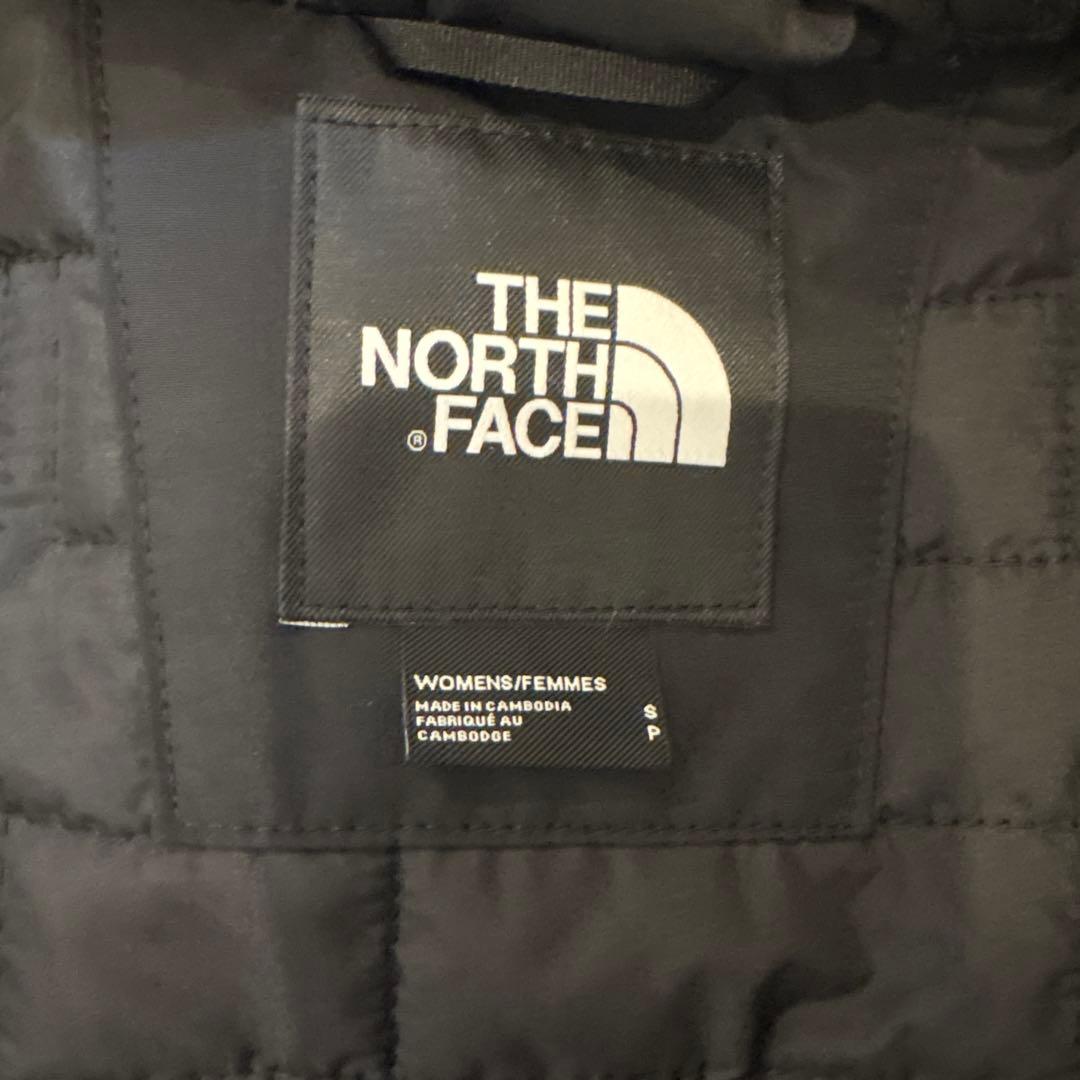 THE
NORTH
FACE
®
WOMENS/FEMMES
MADE IN CAMBODIA
FABRIQUÉ AU
CAMBODGE
S
P